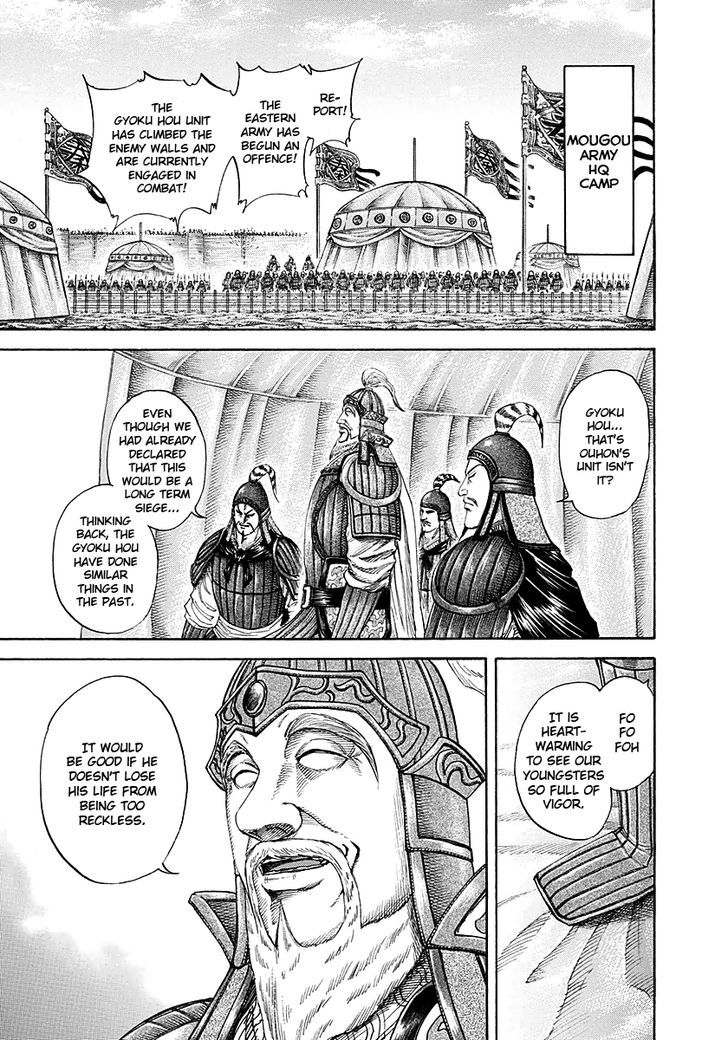 MOUGOU
ARMY
HQ
CAMP
RE-
PORT!
THE
EASTERN
ARMY HAS
BEGUN AN
OFFENCE!
THE
GYOKU HOU UNIT
HAS CLIMBED THE
ENEMY WALLS AND
ARE CURRENTLY
ENGAGED IN
COMBAT!
GYOKU
HOU...
THAT'S
OUHON'S
UNIT ISN'T
IT?
EVEN
THOUGH WE
HAD ALREADY
DECLARED
THAT THIS
WOULD BE A
LONG TERM
SIEGE...
THINKING
BACK, THE
GYOKU HOU
HAVE DONE
SIMILAR
THINGS IN
THE PAST.
FO
FO
FOH
IT IS
HEART-
WARMING
TO SEE OUR
YOUNGSTERS
SO FULL OF
VIGOR.
IT WOULD
BE GOOD IF HE
DOESN'T LOSE
HIS LIFE FROM
BEING TOO
RECKLESS.